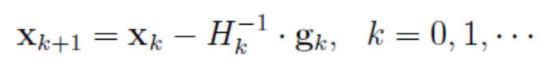 x_{k+1} = x_k − H_k^{−1} · g_k,   k = 0, 1, ⋯